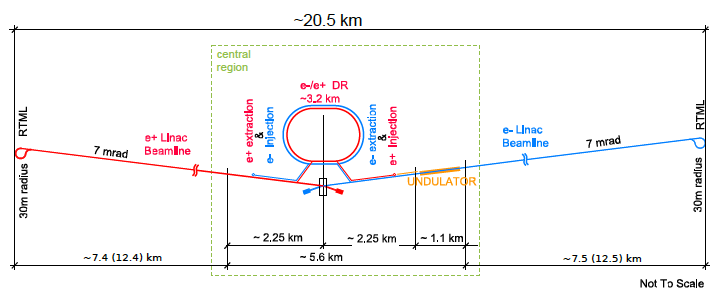 ~20.5 km
central
region
e-/e+ DR
~3.2 km
e+ extraction
&
e- Injection
e- extraction
&
e+ Injection
RTML
30m radius
e+ Linac
Beamline
7 mrad
e- Linac
Beamline
7 mrad
RTML
30m radius
UNDULATOR
~ 2.25 km
~ 2.25 km
~ 1.1 km
~7.4 (12.4) km
~ 5.6 km
~7.5 (12.5) km
Not To Scale